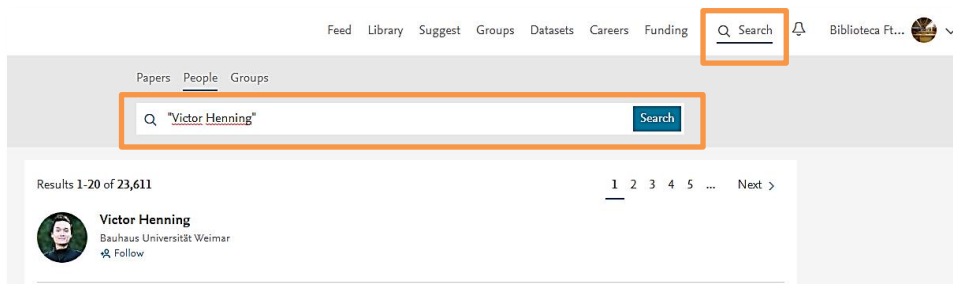 Feed Library Suggest Groups Datasets Careers Funding Search Biblioteca Ft...
Papers People Groups
"Victor Henning" Search
Results 1-20 of 23,611 1 2 3 4 5 ... Next >
Victor Henning
Bauhaus Universität Weimar
Follow